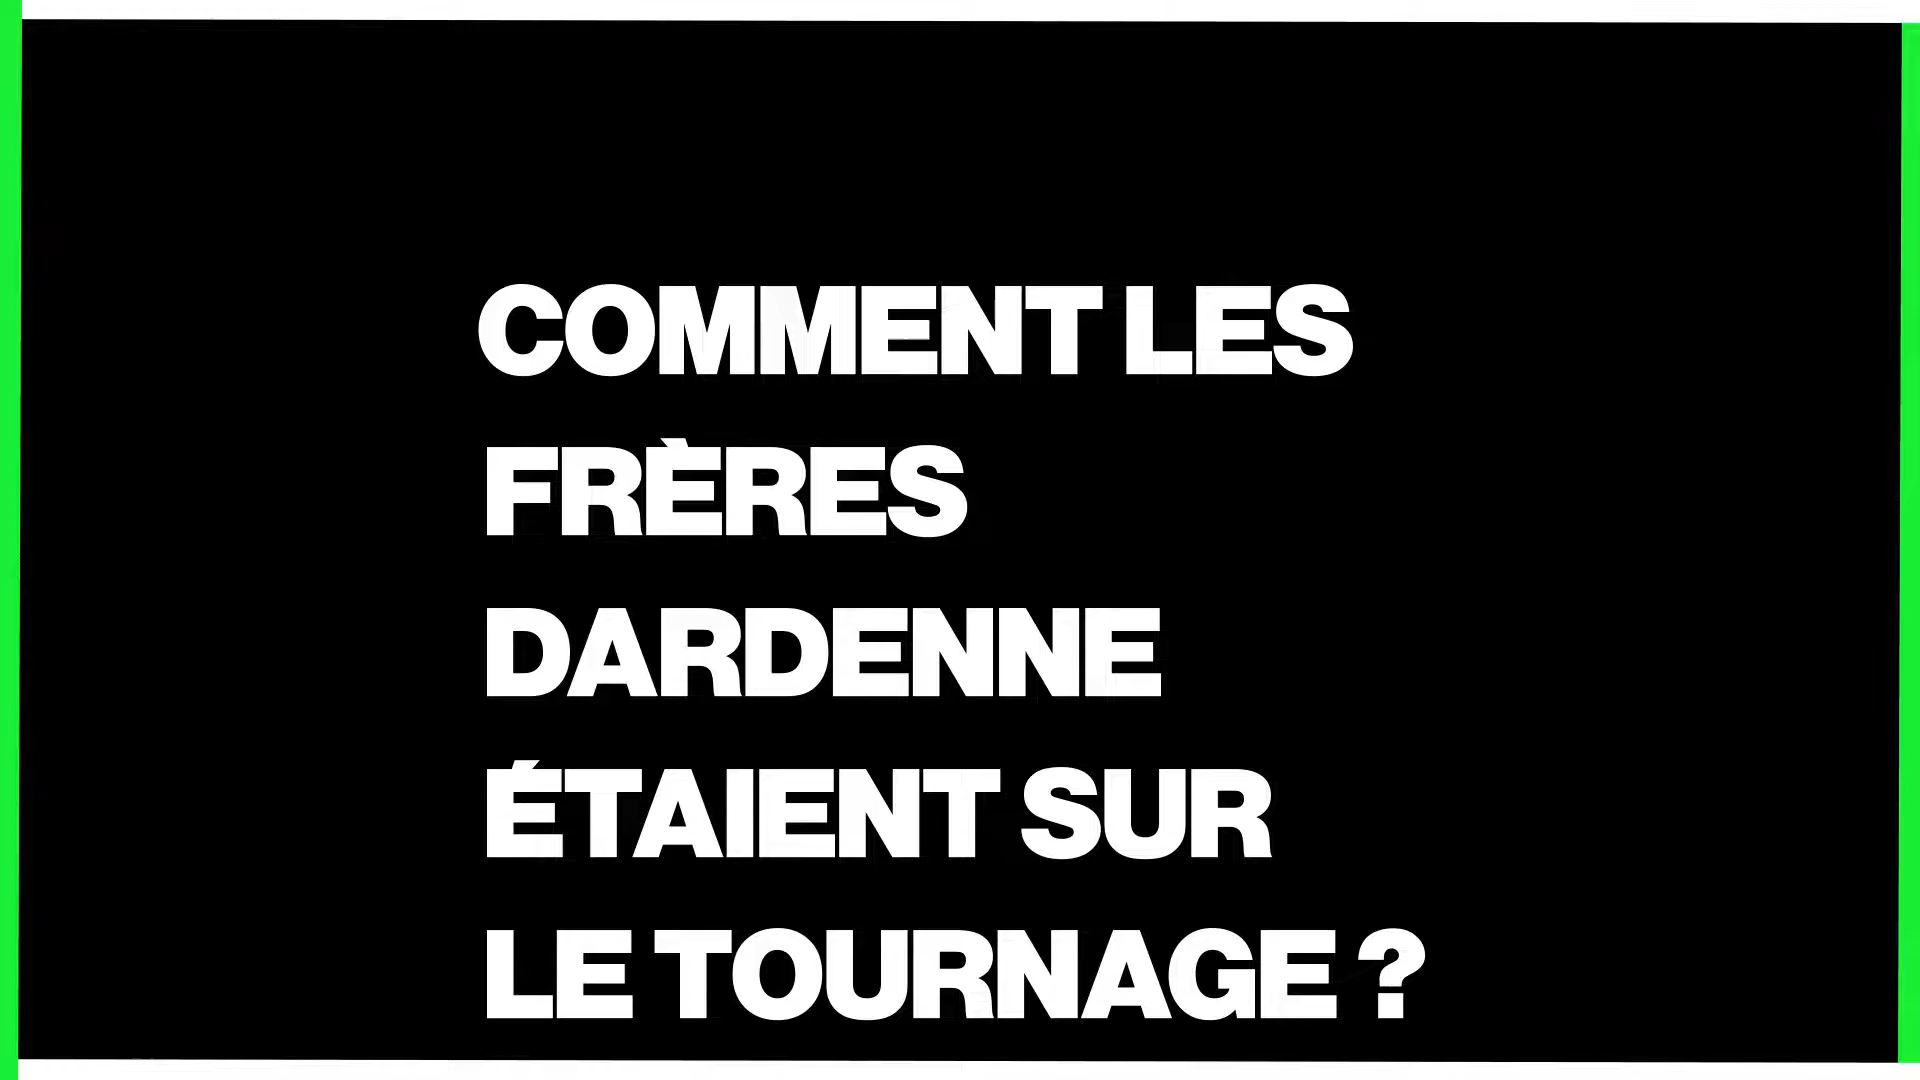 COMMENT LES
FRÈRES
DARDENNE
ÉTAIENT SUR
LE TOURNAGE ?